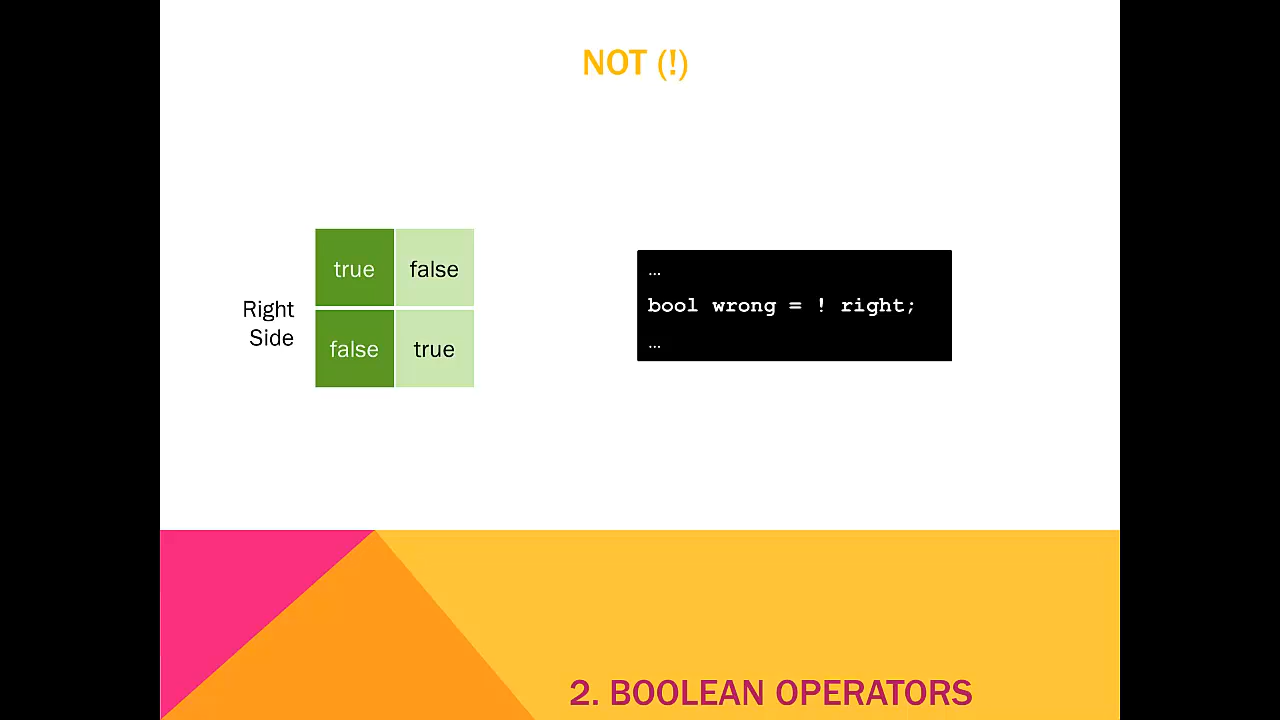 NOT (!)
true false
Right
Side
false true
…
bool wrong = ! right;
…
2. BOOLEAN OPERATORS